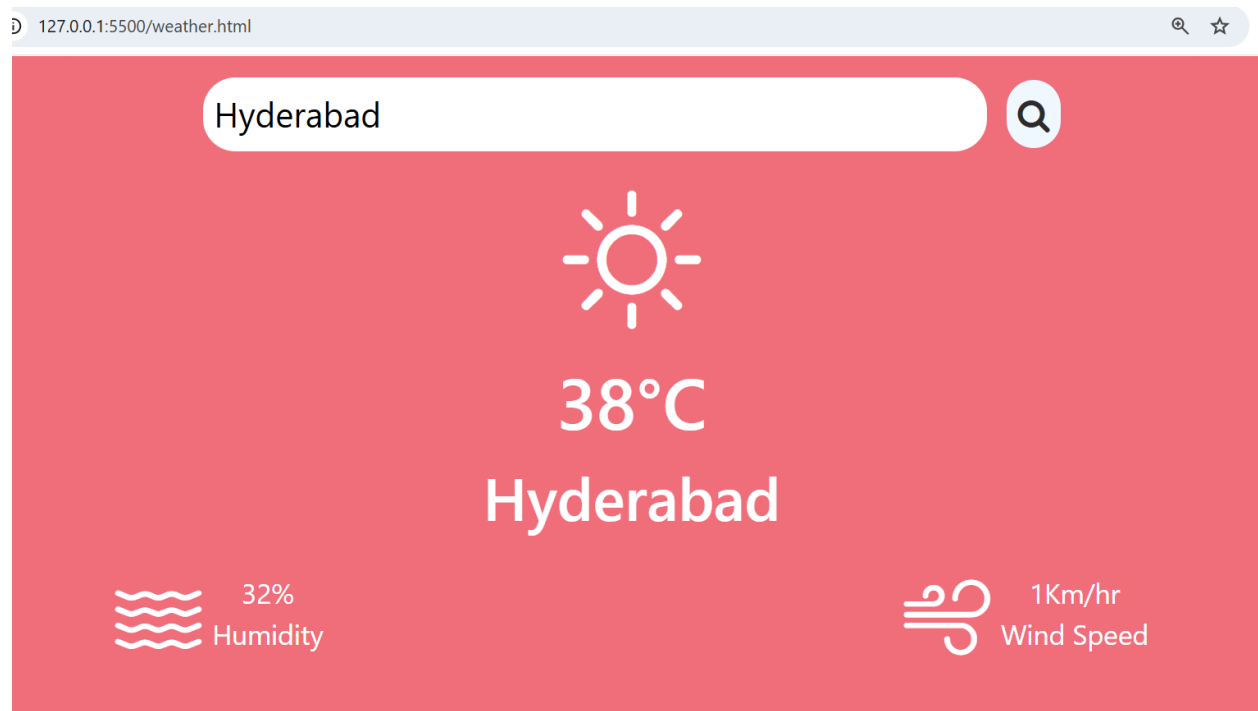 127.0.0.1:5500/weather.html
Hyderabad
38°C
Hyderabad
32%
Humidity
1Km/hr
Wind Speed